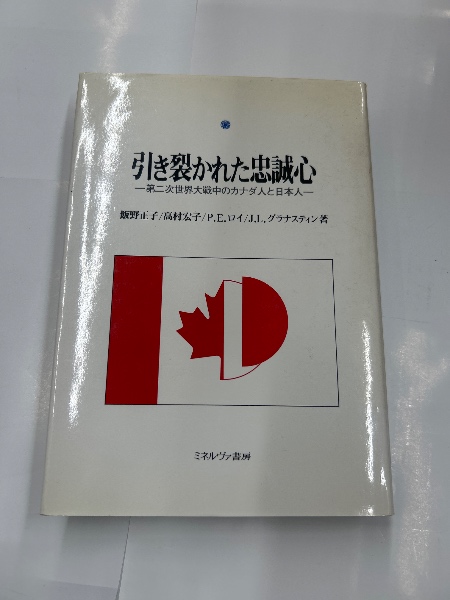 引き裂かれた忠誠心
―第二次世界大戦中のカナダ人と日本人―
飯野正子/高村宏子/P.E.ロイ/J.L.グラナスティン著
ミネルヴァ書房